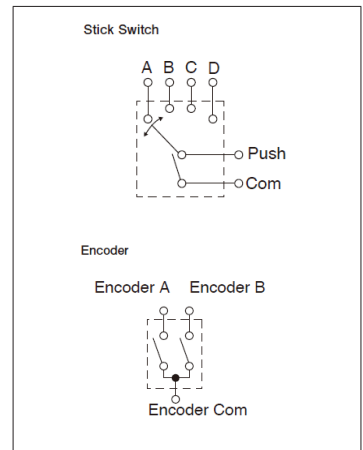 Stick Switch
A B C D
Push
Com
Encoder
Encoder A Encoder B
Encoder Com